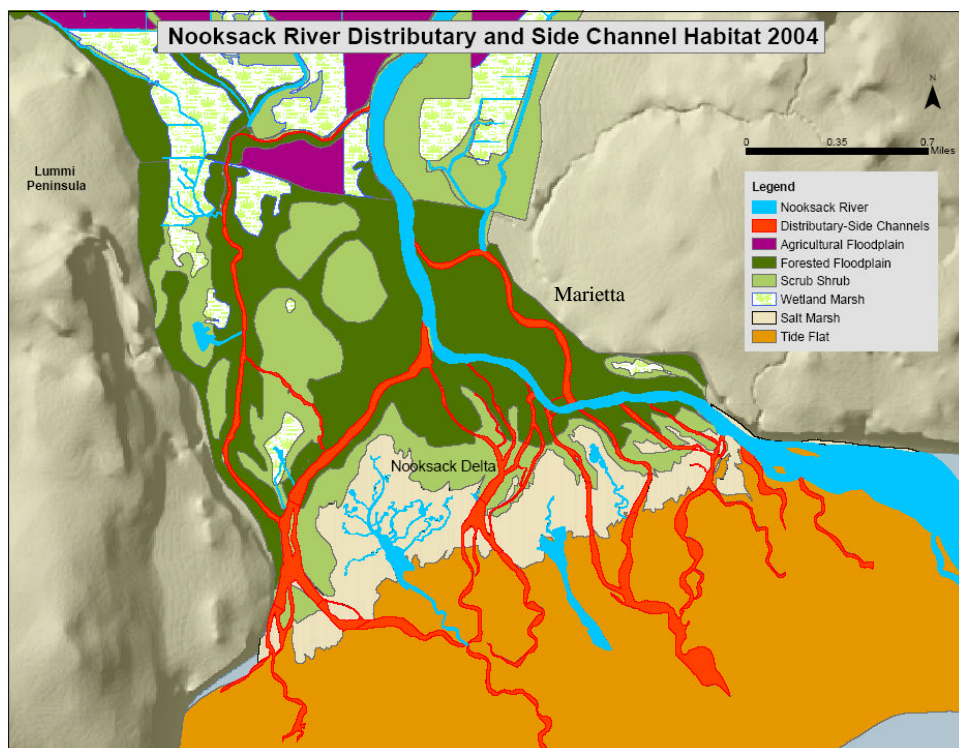 Nooksack River Distributary and Side Channel Habitat 2004
N
0 0.35 0.7
Miles
Lummi
Peninsula
Legend
Nooksack River
Distributary-Side Channels
Agricultural Floodplain
Forested Floodplain
Scrub Shrub
Wetland Marsh
Salt Marsh
Tide Flat
Marietta
Nooksack Delta